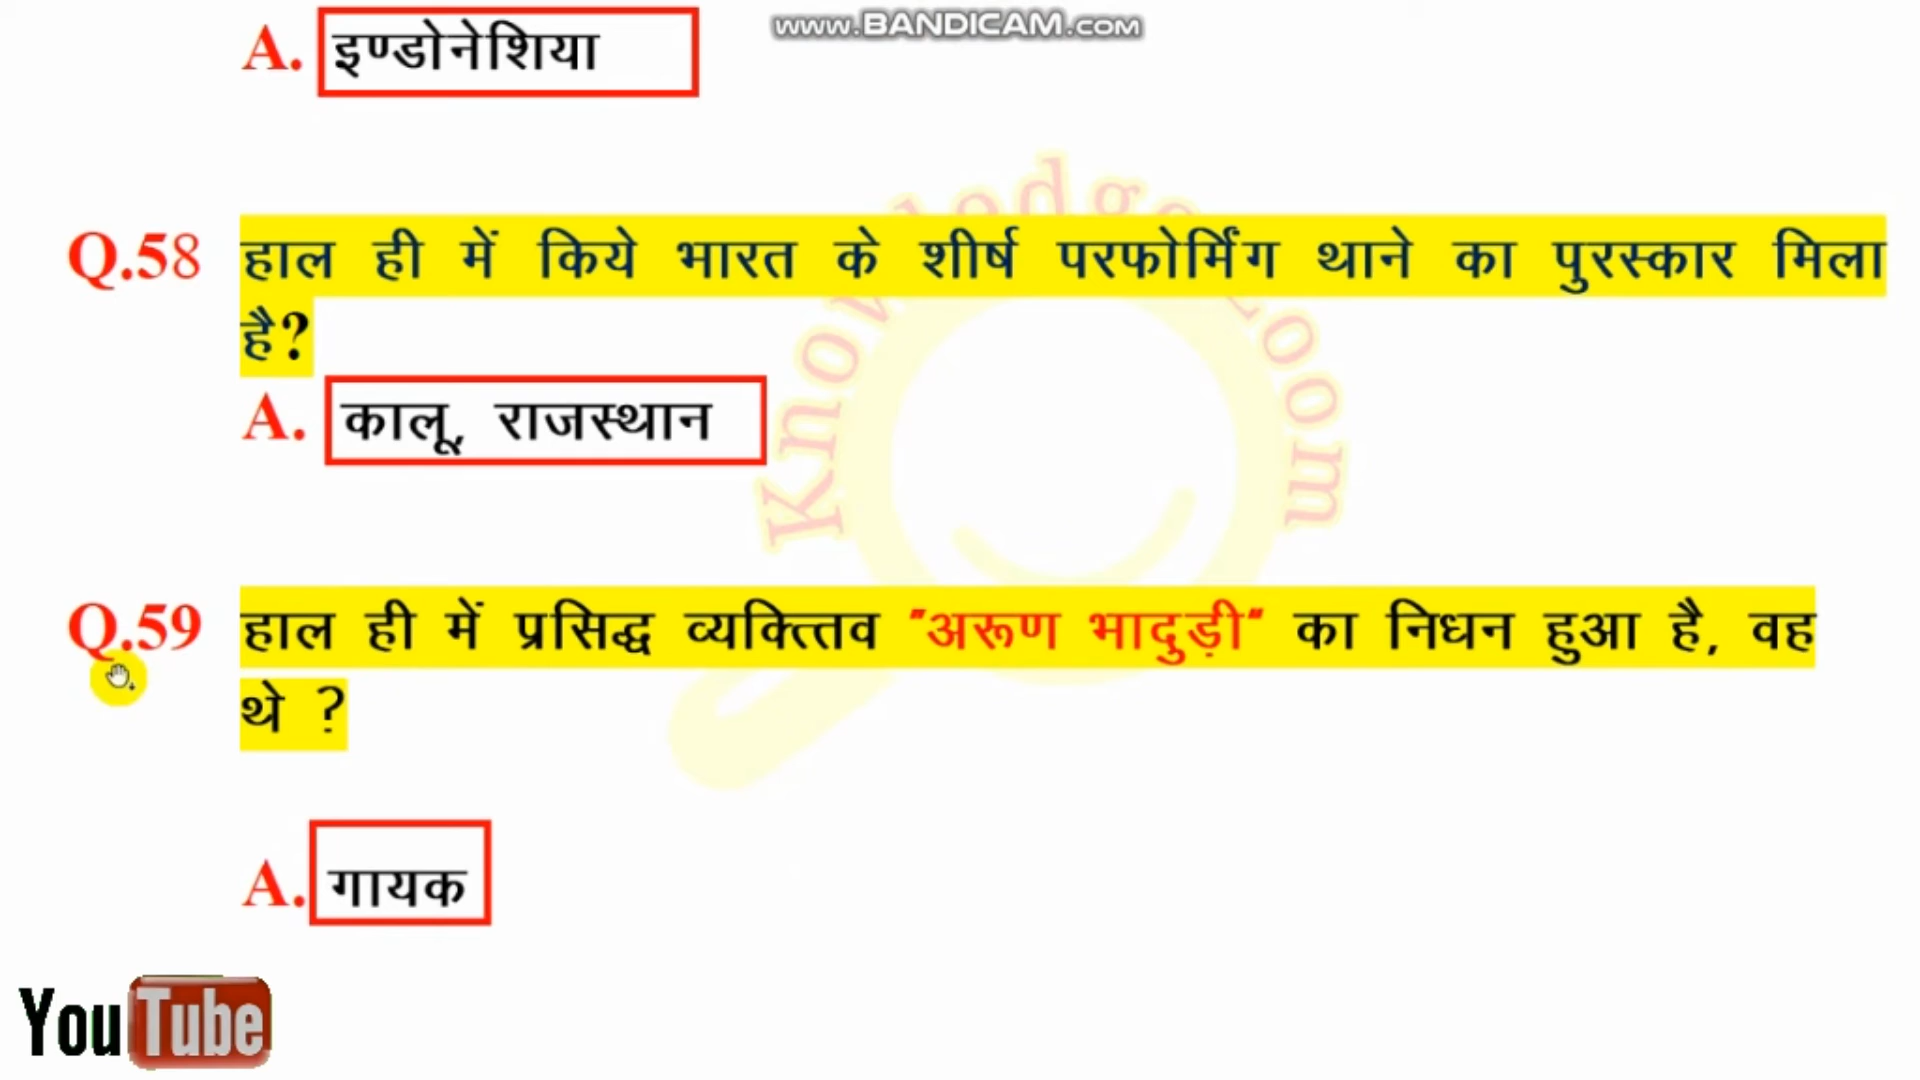 www.BANDICAM.com
A. इण्डोनेशिया
Q.58 हाल ही में किये भारत के शीर्ष परफोर्मिंग थाने का पुरस्कार मिला
है?
A. कालू, राजस्थान
Q.59 हाल ही में प्रसिद्ध व्यक्तित्व "अरूण भादुड़ी" का निधन हुआ है, वह
थे ?
A. गायक
YouTube